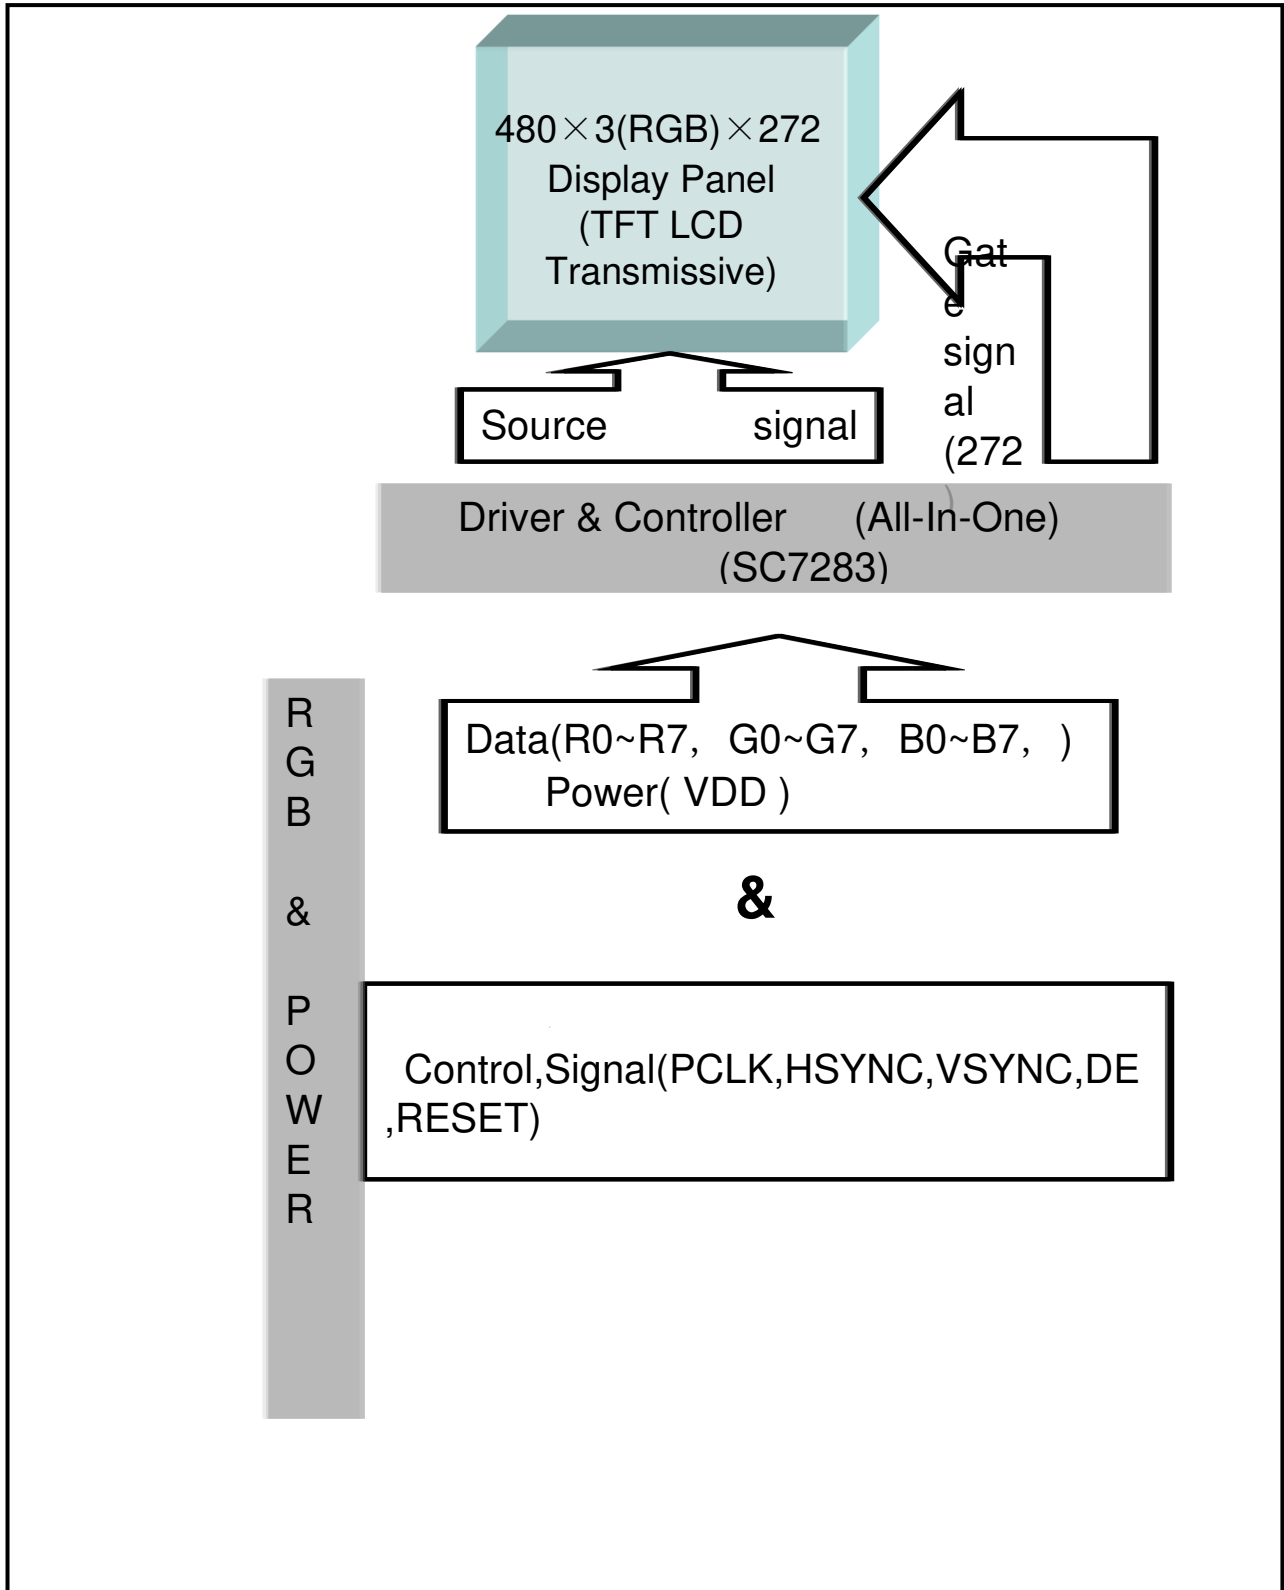 480×3(RGB)×272
Display Panel
(TFT LCD
Transmissive)
Gat
e
sign
al
(272
)
Source signal
Driver & Controller (All-In-One)
(SC7283)
R
G
B
&
P
O
W
E
R
Data(R0~R7, G0~G7, B0~B7, )
Power( VDD )
&
Control,Signal(PCLK,HSYNC,VSYNC,DE
,RESET)